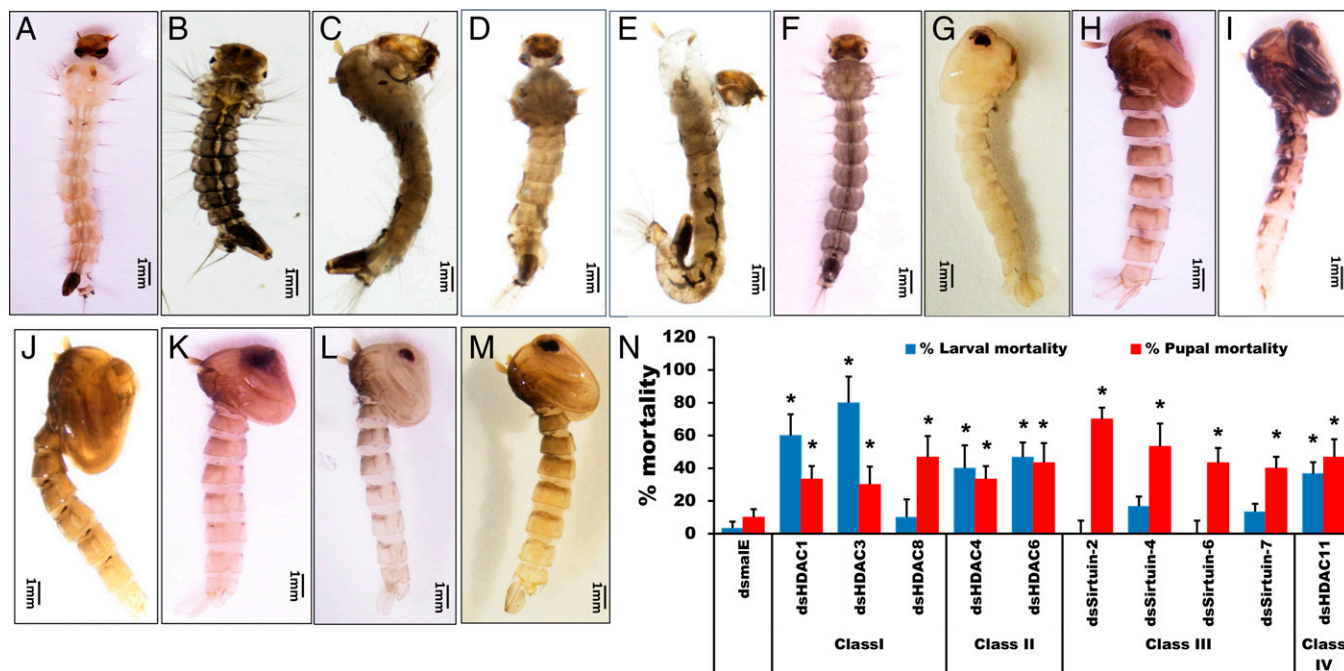 A
B
C
D
E
F
G
H
I
1mm
1mm
1mm
1mm
1mm
1mm
1mm
1mm
1mm
J
K
L
M
1mm
1mm
1mm
1mm
N
% Larval mortality
% Pupal mortality
% mortality
120
100
80
60
40
20
0
* * * * * * * * * * * * * *
dsmalE
dsHDAC1
dsHDAC3
dsHDAC8
dsHDAC4
dsHDAC6
dsSirtuin-2
dsSirtuin-4
dsSirtuin-6
dsSirtuin-7
dsHDAC11
ClassI
Class II
Class III
Class
IV